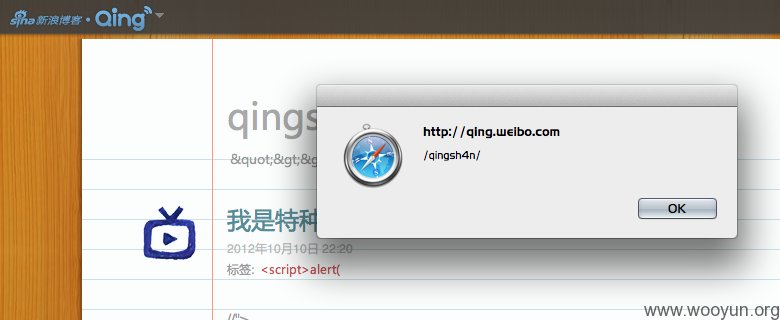 sina新浪博客·Qing
qings
&quot;&gt;&g
http://qing.weibo.com
/qingsh4n/
OK
我是特种
2012年10月10日 22:20
标签: <script>alert(
www.wooyun.org